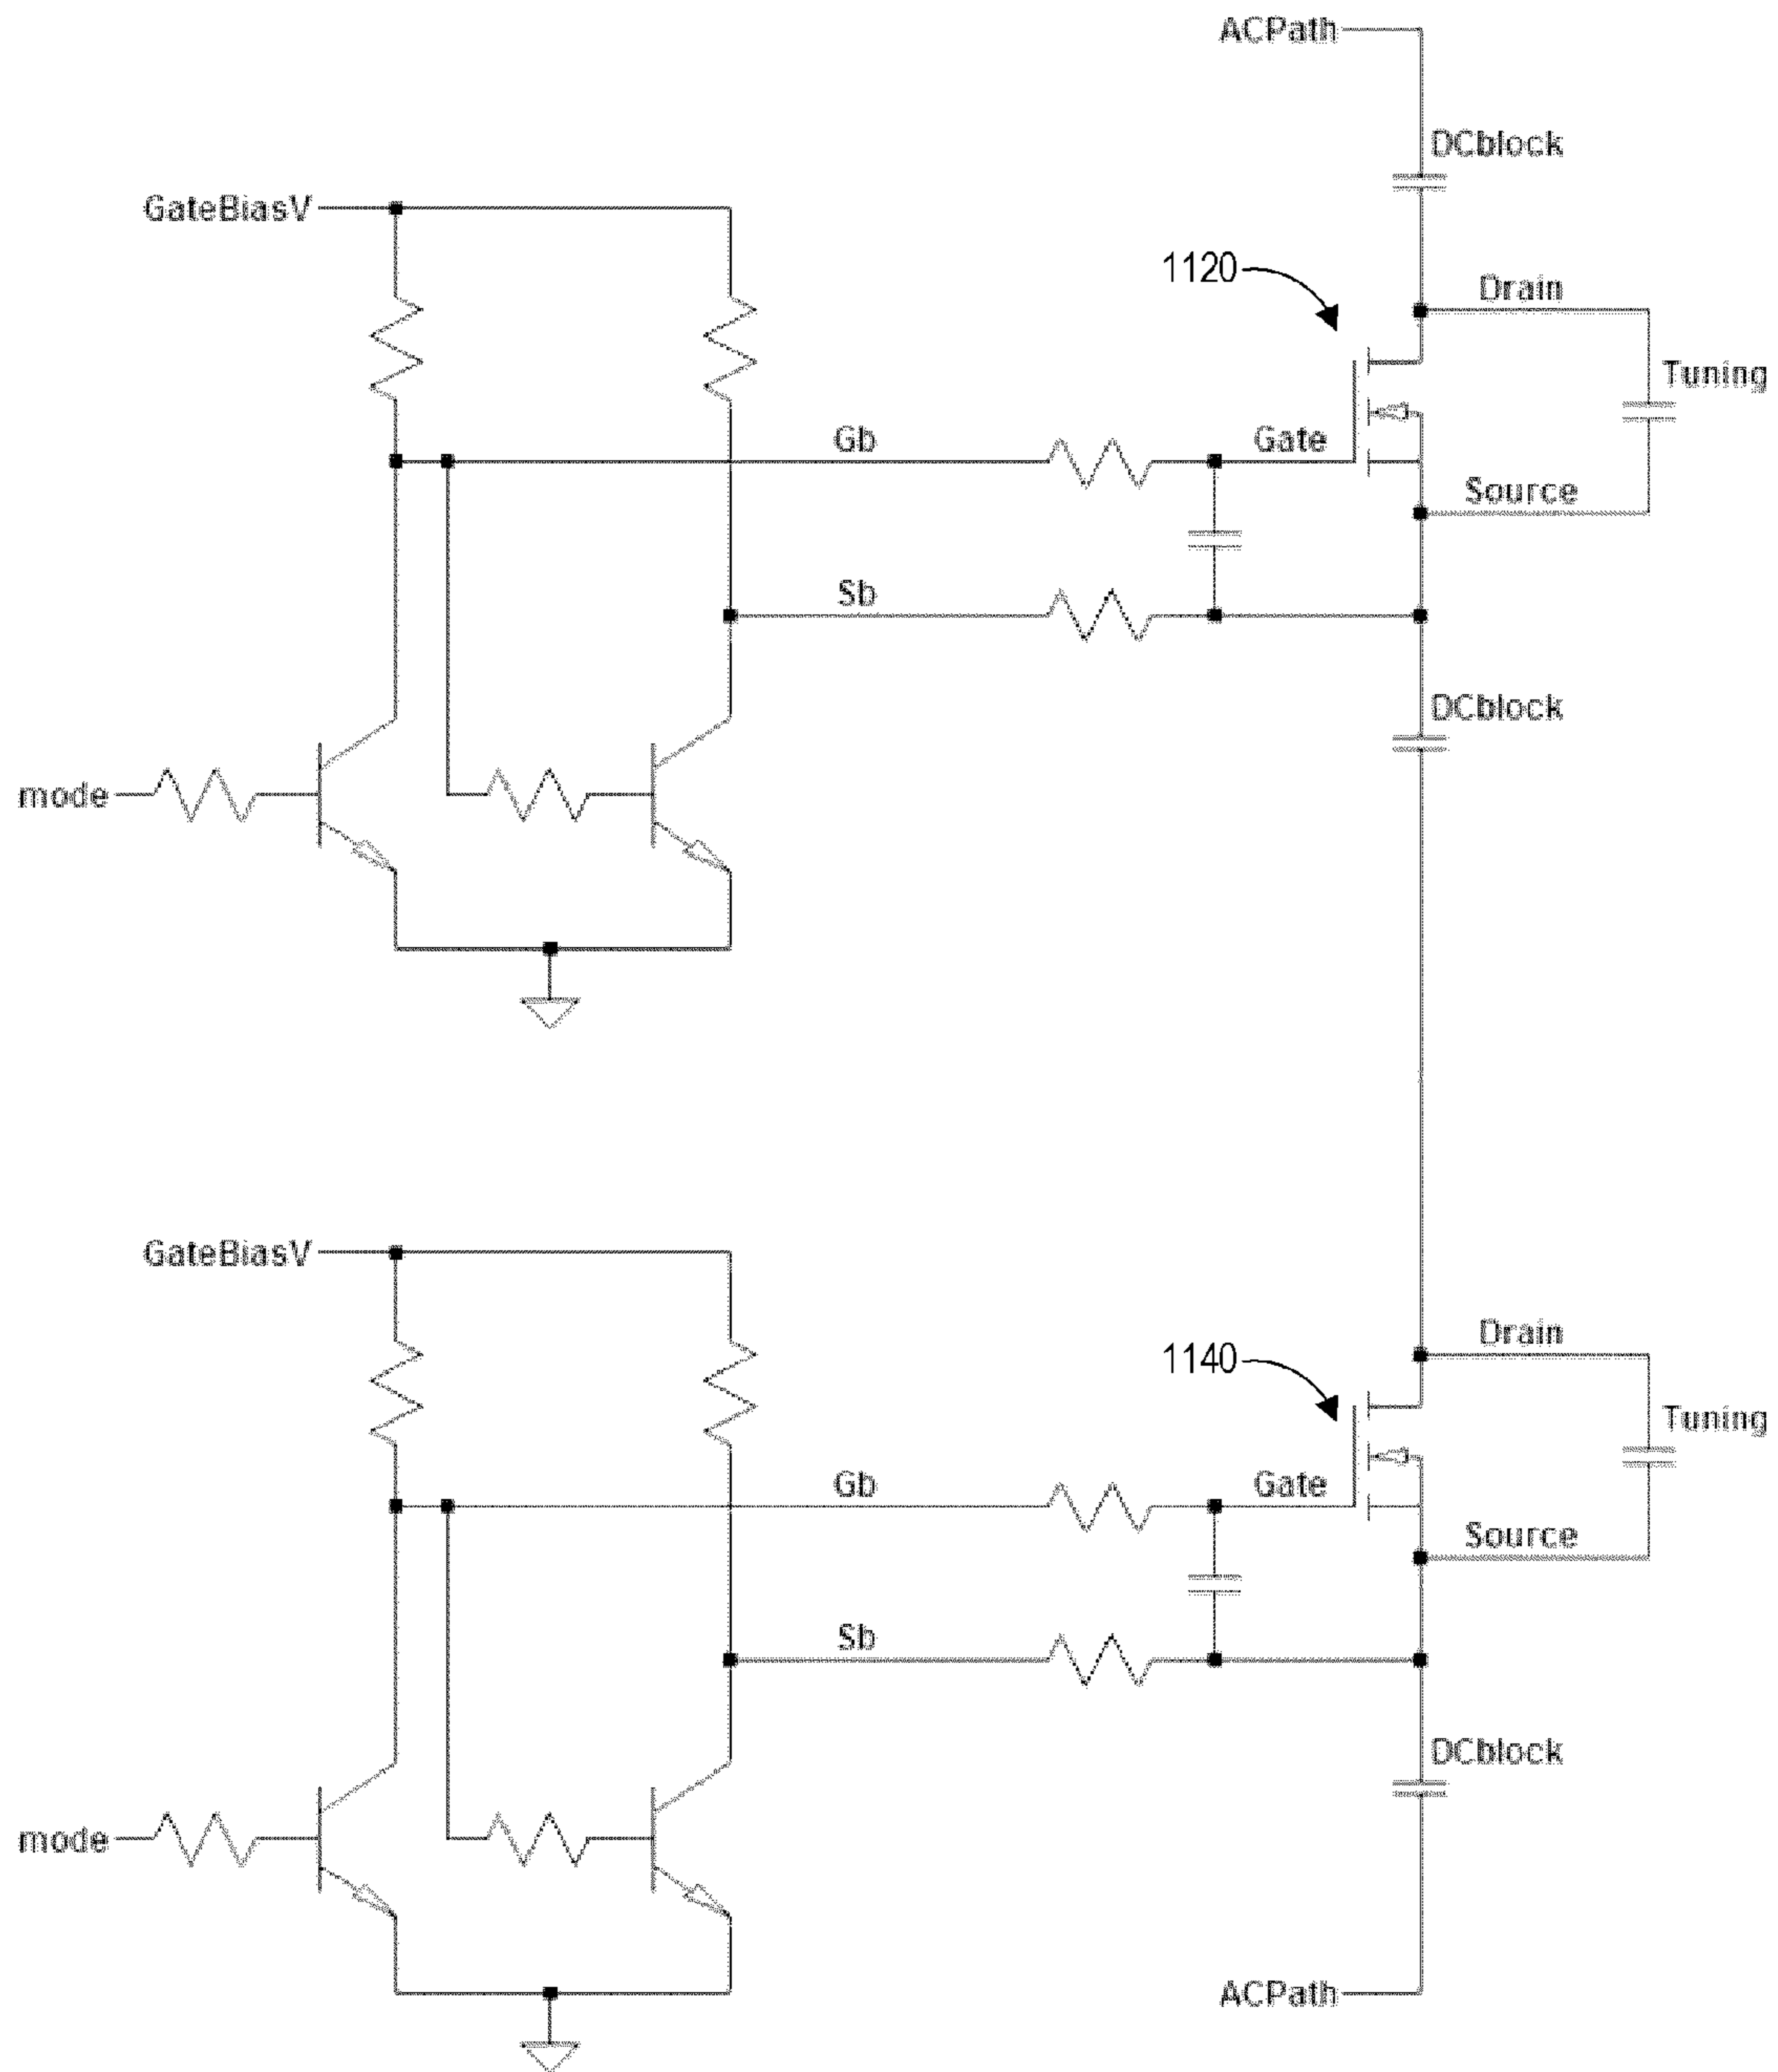 ACPath
DCblock
GateBiasV
1120
Drain
Tuning
Gb
Gate
Source
Sb
DCblock
mode
GateBiasV
Drain
1140
Tuning
Gb
Gate
Source
Sb
DCblock
mode
ACPath